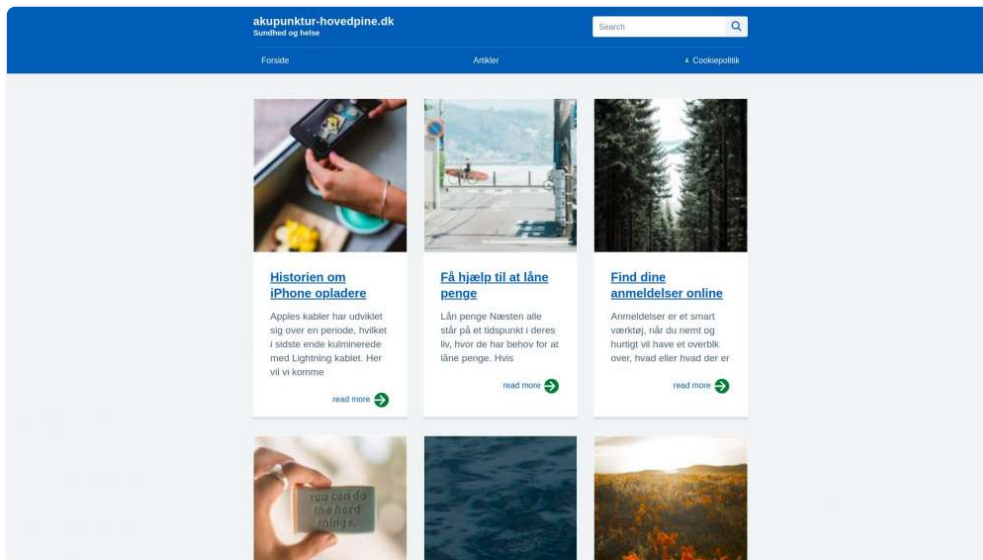 akupunktur-hovedpine.dk
Sundhed og helse
Search
Forside
Artikler
Cookiepolitik
Historien om
iPhone opladere
Apples kabler har udviklet
sig over en periode, hvilket
i sidste ende kulminerede
med Lightning kablet. Her
vil vi komme
read more
Få hjælp til at låne
penge
Lån penge Næsten alle
står på et tidspunkt i deres
liv, hvor de har behov for at
låne penge. Hvis
read more
Find dine
anmeldelser online
Anmeldelser er et smart
værktøj, når du nemt og
hurtigt vil have et overblik
over, hvad eller hvad der er
read more
you can do
the hard
things.